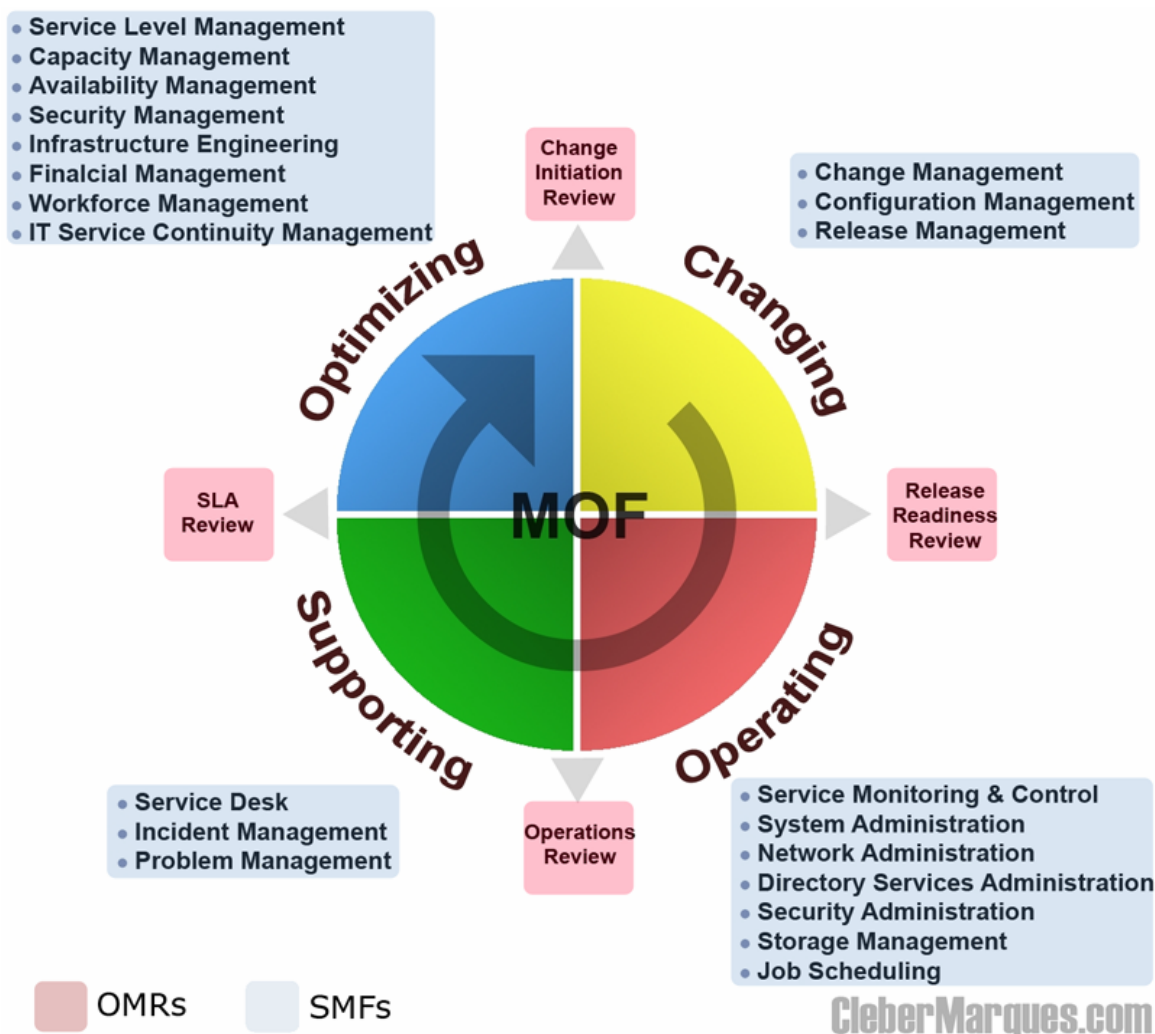 Service Level Management
Capacity Management
Availability Management
Security Management
Infrastructure Engineering
Finalcial Management
Workforce Management
IT Service Continuity Management
Change
Initiation
Review
Change Management
Configuration Management
Release Management
Optimizing
Changing
SLA
Review
MOF
Release
Readiness
Review
Supporting
Operating
Service Desk
Incident Management
Problem Management
Operations
Review
Service Monitoring & Control
System Administration
Network Administration
Directory Services Administration
Security Administration
Storage Management
Job Scheduling
OMRs
SMFs
CleberMarques.com